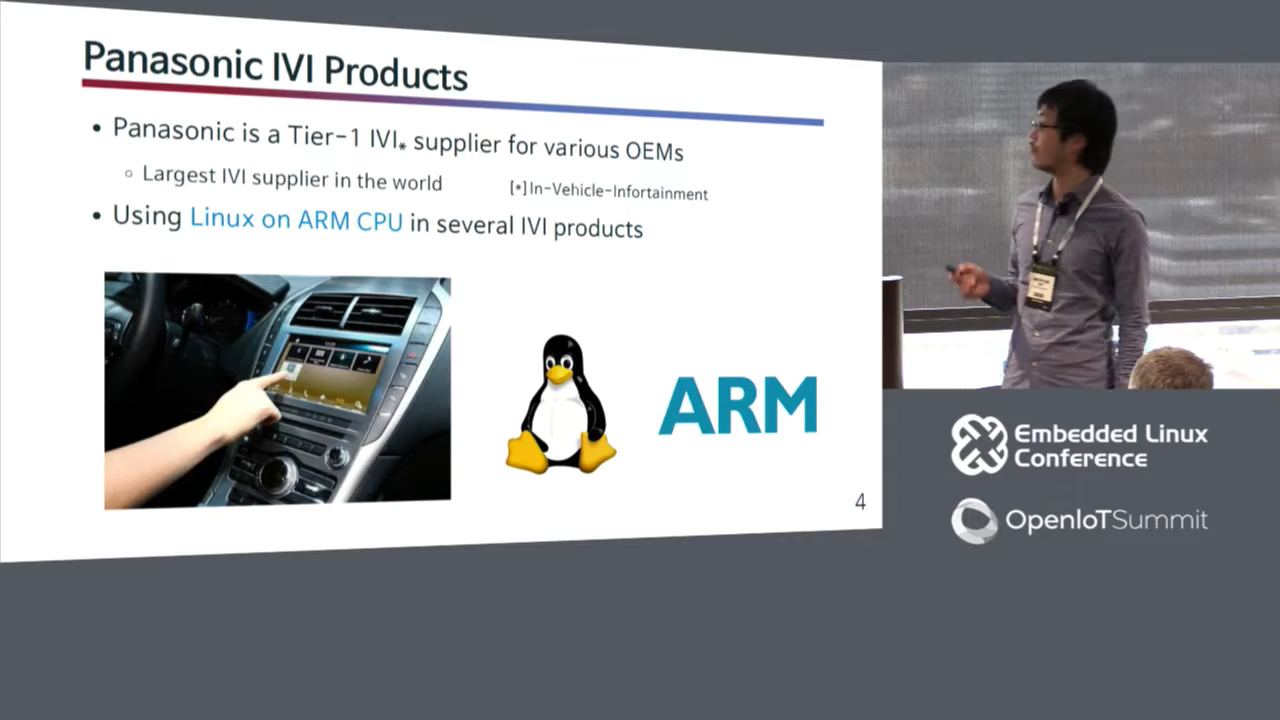 Panasonic IVI Products
• Panasonic is a Tier-1 IVI* supplier for various OEMs
◦ Largest IVI supplier in the world
[*]In-Vehicle-Infortainment
• Using Linux on ARM CPU in several IVI products
ARM
4
Embedded Linux
Conference
OpenIoTSummit